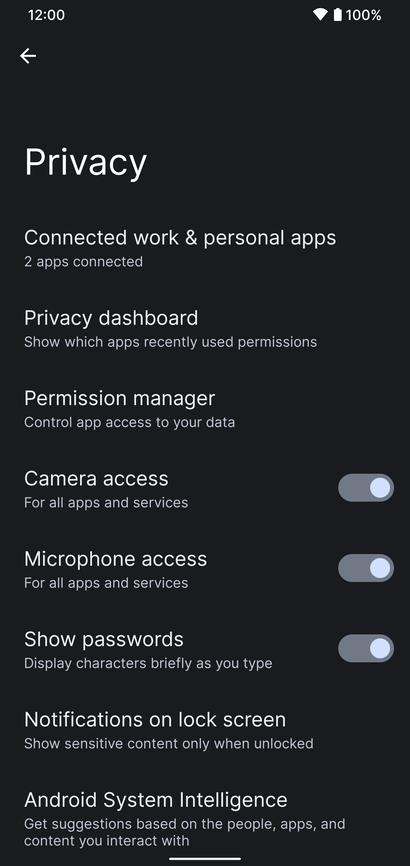 12:00
100%
Privacy
Connected work & personal apps
2 apps connected
Privacy dashboard
Show which apps recently used permissions
Permission manager
Control app access to your data
Camera access
For all apps and services
Microphone access
For all apps and services
Show passwords
Display characters briefly as you type
Notifications on lock screen
Show sensitive content only when unlocked
Android System Intelligence
Get suggestions based on the people, apps, and
content you interact with